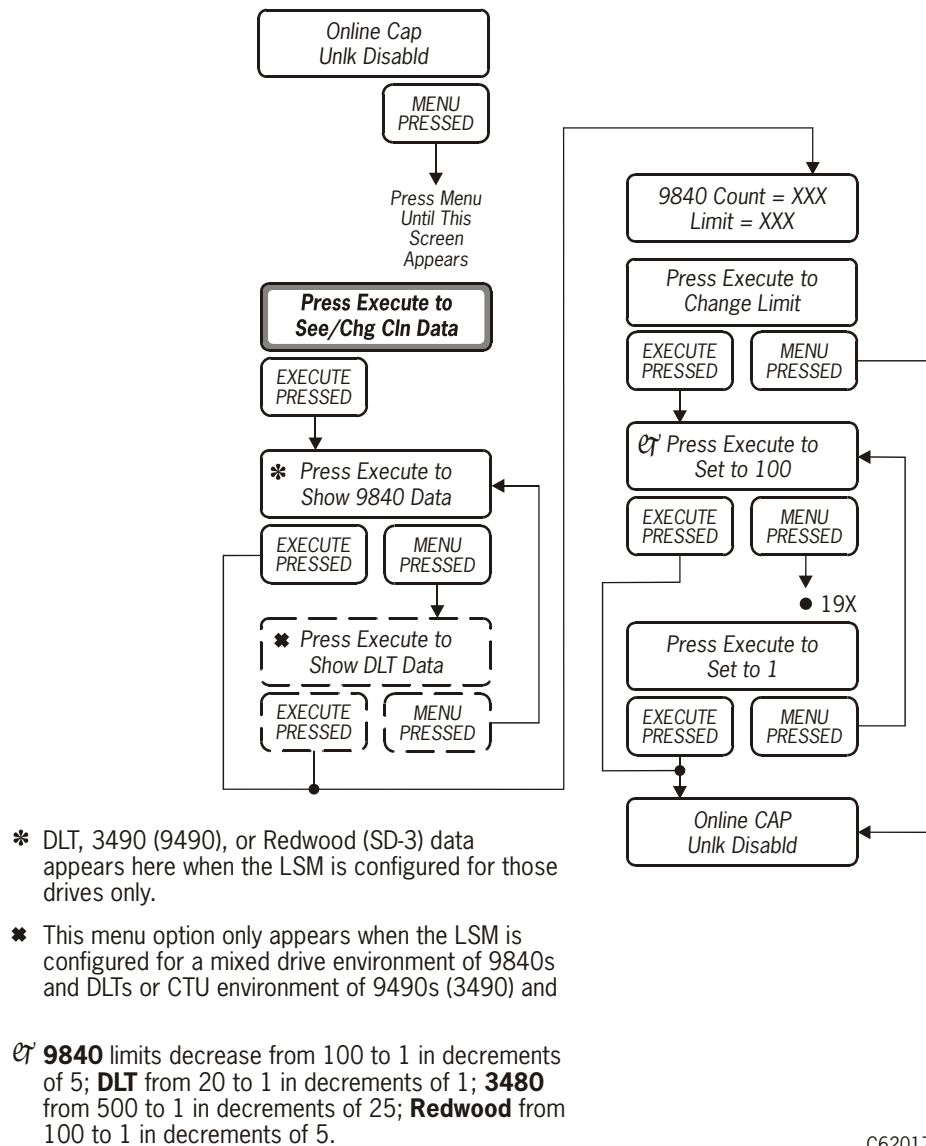 Online Cap
Unlk Disabld
MENU
PRESSED
Press Menu
Until This
Screen
Appears
Press Execute to
See/Chg Cln Data
EXECUTE
PRESSED
✻ Press Execute to
Show 9840 Data
EXECUTE
PRESSED
MENU
PRESSED
✖ Press Execute to
Show DLT Data
EXECUTE
PRESSED
MENU
PRESSED
9840 Count = XXX
Limit = XXX
Press Execute to
Change Limit
EXECUTE
PRESSED
MENU
PRESSED
Press Execute to
Set to 100
EXECUTE
PRESSED
MENU
PRESSED
● 19X
Press Execute to
Set to 1
EXECUTE
PRESSED
MENU
PRESSED
Online CAP
Unlk Disabld
✻ DLT, 3490 (9490), or Redwood (SD-3) data
appears here when the LSM is configured for those
drives only.
✖ This menu option only appears when the LSM is
configured for a mixed drive environment of 9840s
and DLTs or CTU environment of 9490s (3490) and
9840 limits decrease from 100 to 1 in decrements
of 5; DLT from 20 to 1 in decrements of 1; 3480
from 500 to 1 in decrements of 25; Redwood from
100 to 1 in decrements of 5.